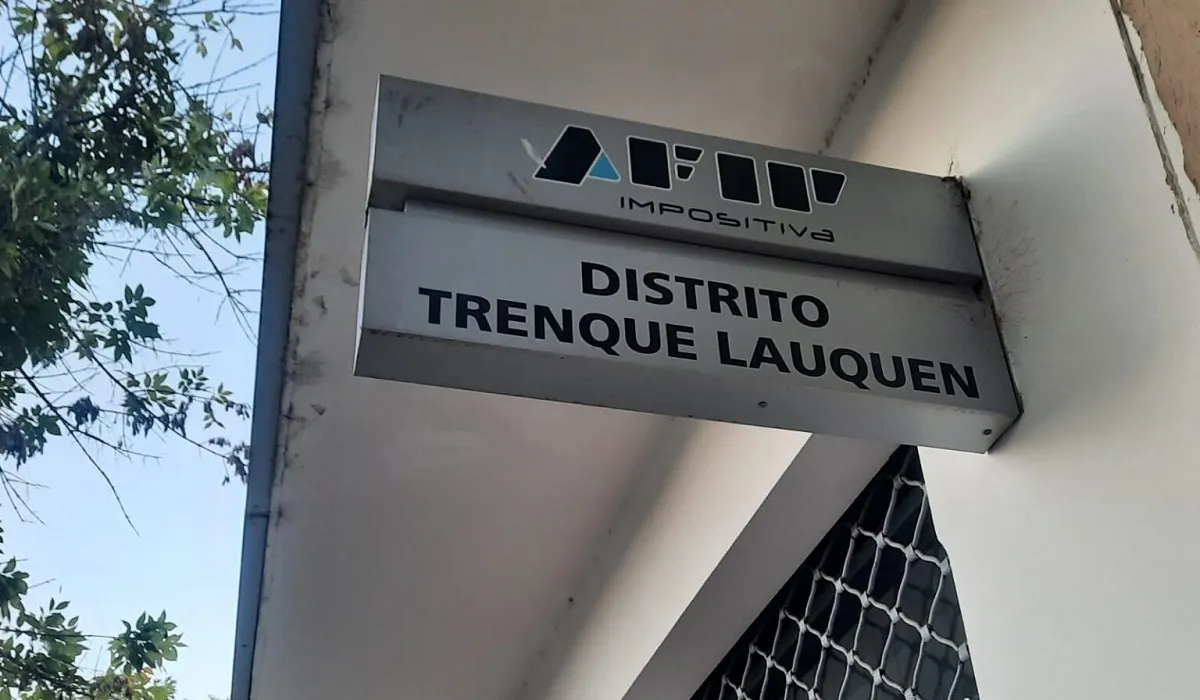 AFIP
IMPOSITIVa
DISTRITO
TRENQUE LAUQUEN